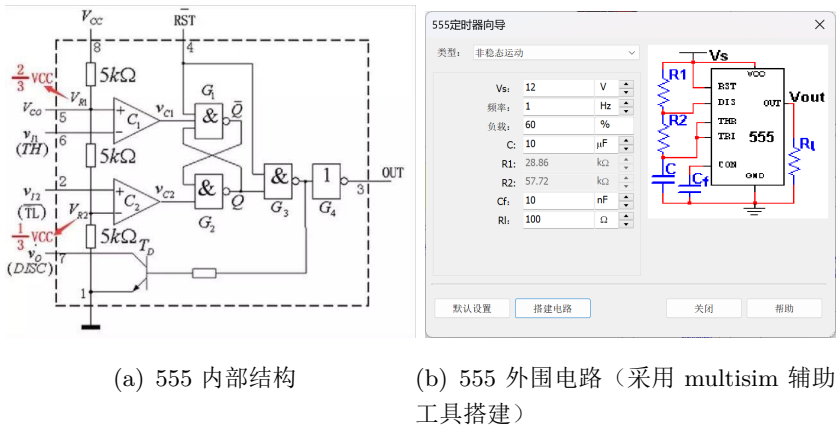 V_CC
RST
8
4
5kΩ
2/3 VCC
V_R1
G_1
V_CO
5
+
C_1
v_C1
&
Q
v_I1
6
−
(TH)
5kΩ
2
v_I2
+
C_2
v_C2
&
Q
&
1
OUT
3
(TL)
V_R2
−
G_2
G_3
G_4
1/3 VCC
5kΩ
T_D
v_O
7
(DISC)
1
555定时器向导
类型: 非稳态运动
Vs: 12 V
频率: 1 Hz
负载: 60 %
C: 10 μF
R1: 28.86 kΩ
R2: 57.72 kΩ
Cf: 10 nF
Rl: 100 Ω
Vs
R1
VCC
RST
DIS
OUT
Vout
R2
THR
TRI
555
Rl
C
Cf
CON
GND
默认设置
搭建电路
关闭
帮助
(a) 555 内部结构
(b) 555 外围电路（采用 multisim 辅助
工具搭建）